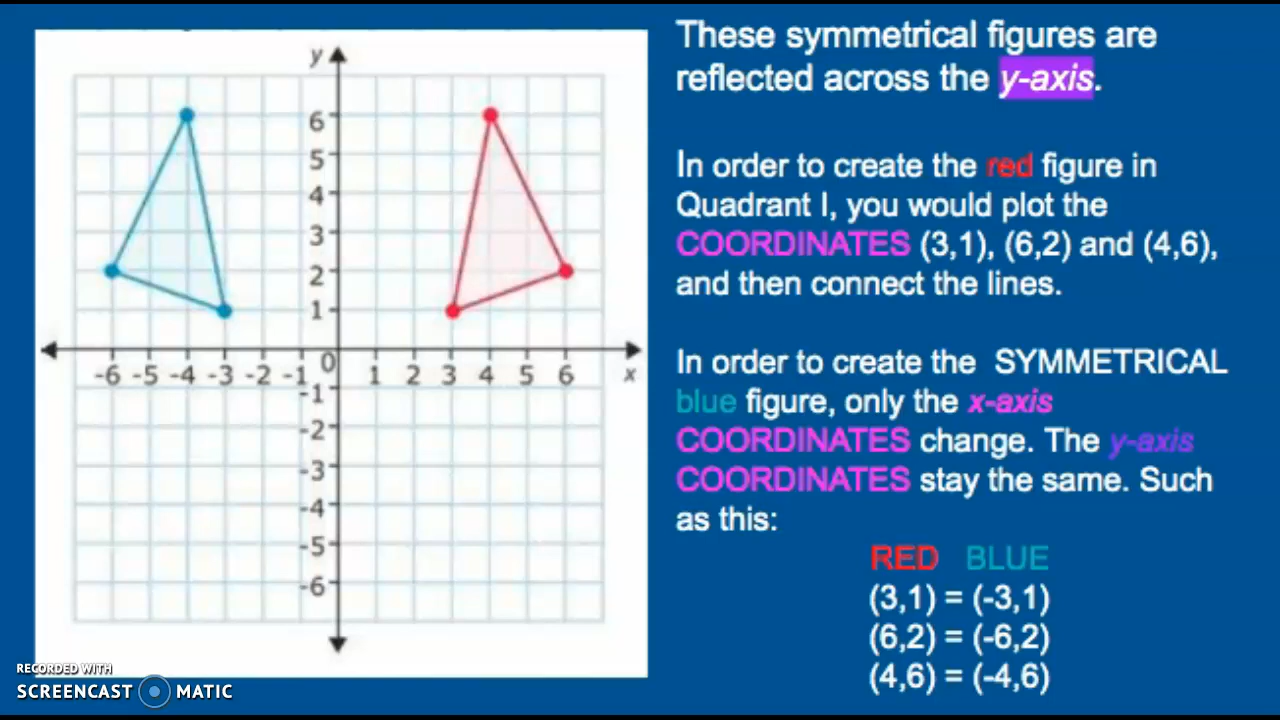 These symmetrical figures are
reflected across the y-axis.
In order to create the red figure in
Quadrant I, you would plot the
COORDINATES (3,1), (6,2) and (4,6),
and then connect the lines.
In order to create the SYMMETRICAL
blue figure, only the x-axis
COORDINATES change. The y-axis
COORDINATES stay the same. Such
as this:
RED BLUE
(3,1) = (-3,1)
(6,2) = (-6,2)
(4,6) = (-4,6)
y
6
5
4
3
2
1
0
-6 -5 -4 -3 -2 -1 1 2 3 4 5 6 x
-1
-2
-3
-4
-5
-6
RECORDED WITH
SCREENCAST MATIC